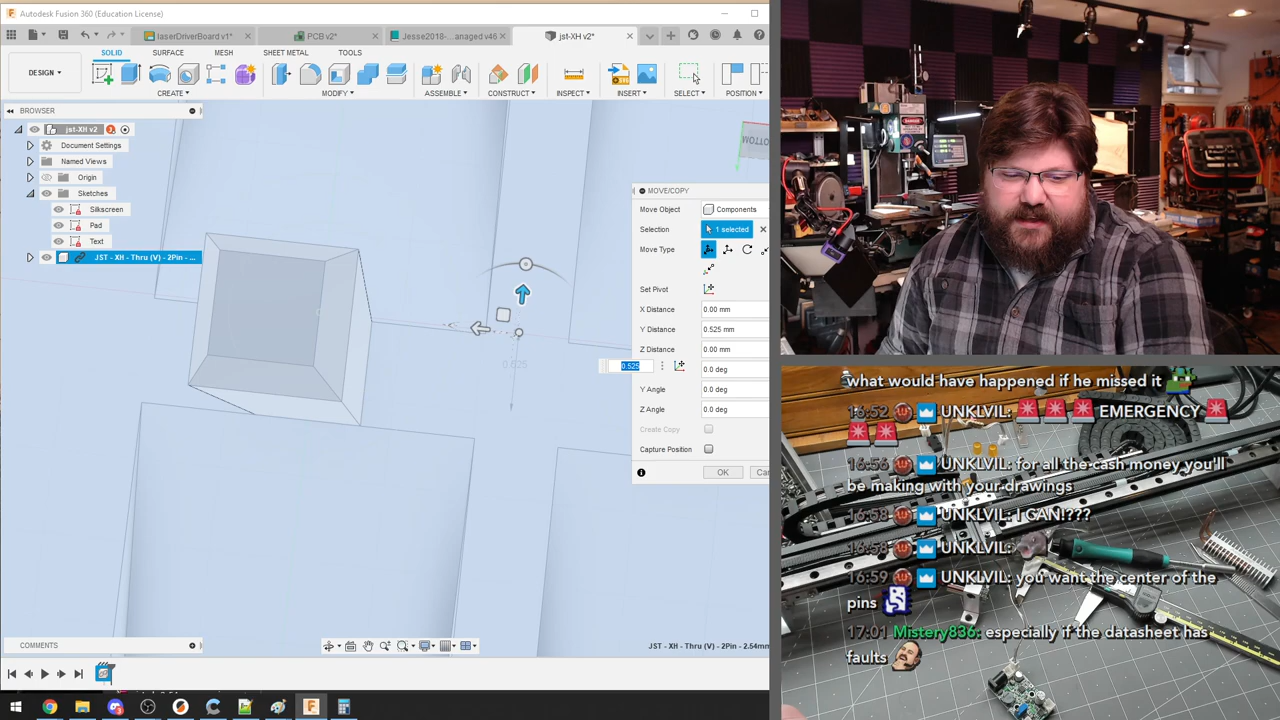 Autodesk Fusion 360 (Education License)
laserDriverBoard v1*
PCB v2*
Jesse2018-...anaged v46
jst-XH v2*
SOLID
SURFACE
MESH
SHEET METAL
TOOLS
DESIGN
CREATE
MODIFY
ASSEMBLE
CONSTRUCT
INSPECT
INSERT
SELECT
POSITION
BROWSER
jst-XH v2
Document Settings
Named Views
Origin
Sketches
Silkscreen
Pad
Text
JST - XH - Thru (V) - 2Pin - ...
BOTTOM
MOVE/COPY
Move Object
Components
Selection
1 selected
Move Type
Set Pivot
X Distance
0.00 mm
Y Distance
0.525 mm
Z Distance
0.00 mm
0.525
0.525
0.0 deg
Y Angle
0.0 deg
Z Angle
0.0 deg
Create Copy
Capture Position
OK
Can
COMMENTS
JST - XH - Thru (V) - 2Pin - 2.54mm
what would have happened if he missed it
16:52 UNKLVIL: EMERGENCY
16:56 UNKLVIL: for all the cash money you'll
be making with your drawings
16:58 UNKLVIL: I CAN!???
16:58 UNKLVIL:
16:59 UNKLVIL: you want the center of the
pins
17:01 Mistery836: especially if the datasheet has
faults